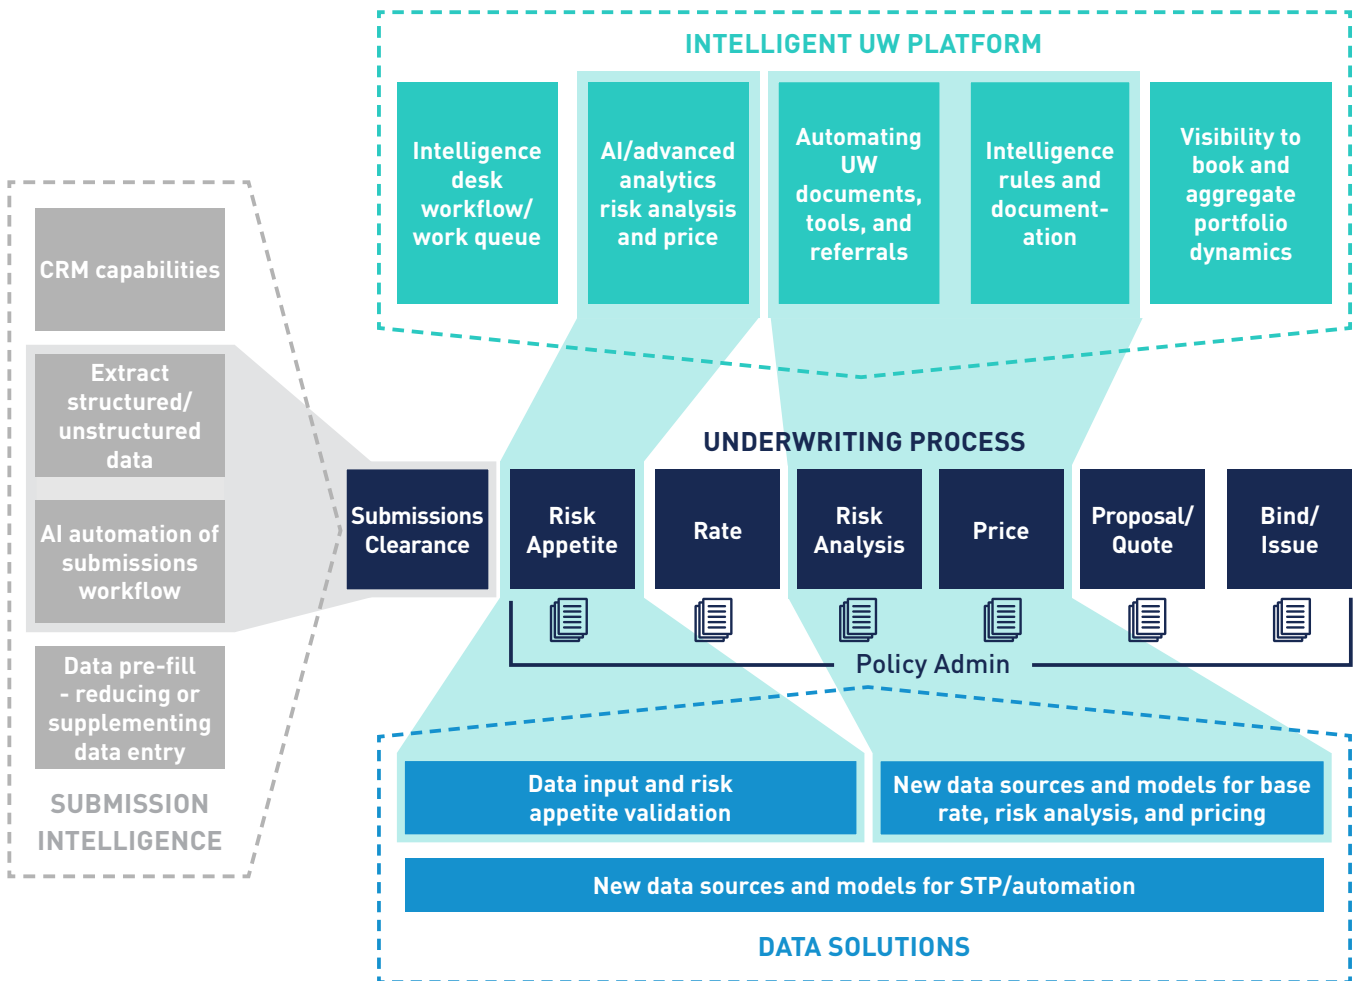 INTELLIGENT UW PLATFORM
Intelligence
desk
workflow/
work queue
AI/advanced
analytics
risk analysis
and price
Automating
UW
documents,
tools, and
referrals
Intelligence
rules and
document-
ation
Visibility to
book and
aggregate
portfolio
dynamics
CRM capabilities
Extract
structured/
unstructured
data
AI automation of
submissions
workflow
Data pre-fill
- reducing or
supplementing
data entry
SUBMISSION
INTELLIGENCE
UNDERWRITING PROCESS
Submissions
Clearance
Risk
Appetite
Rate
Risk
Analysis
Price
Proposal/
Quote
Bind/
Issue
Policy Admin
Data input and risk
appetite validation
New data sources and models for base
rate, risk analysis, and pricing
New data sources and models for STP/automation
DATA SOLUTIONS